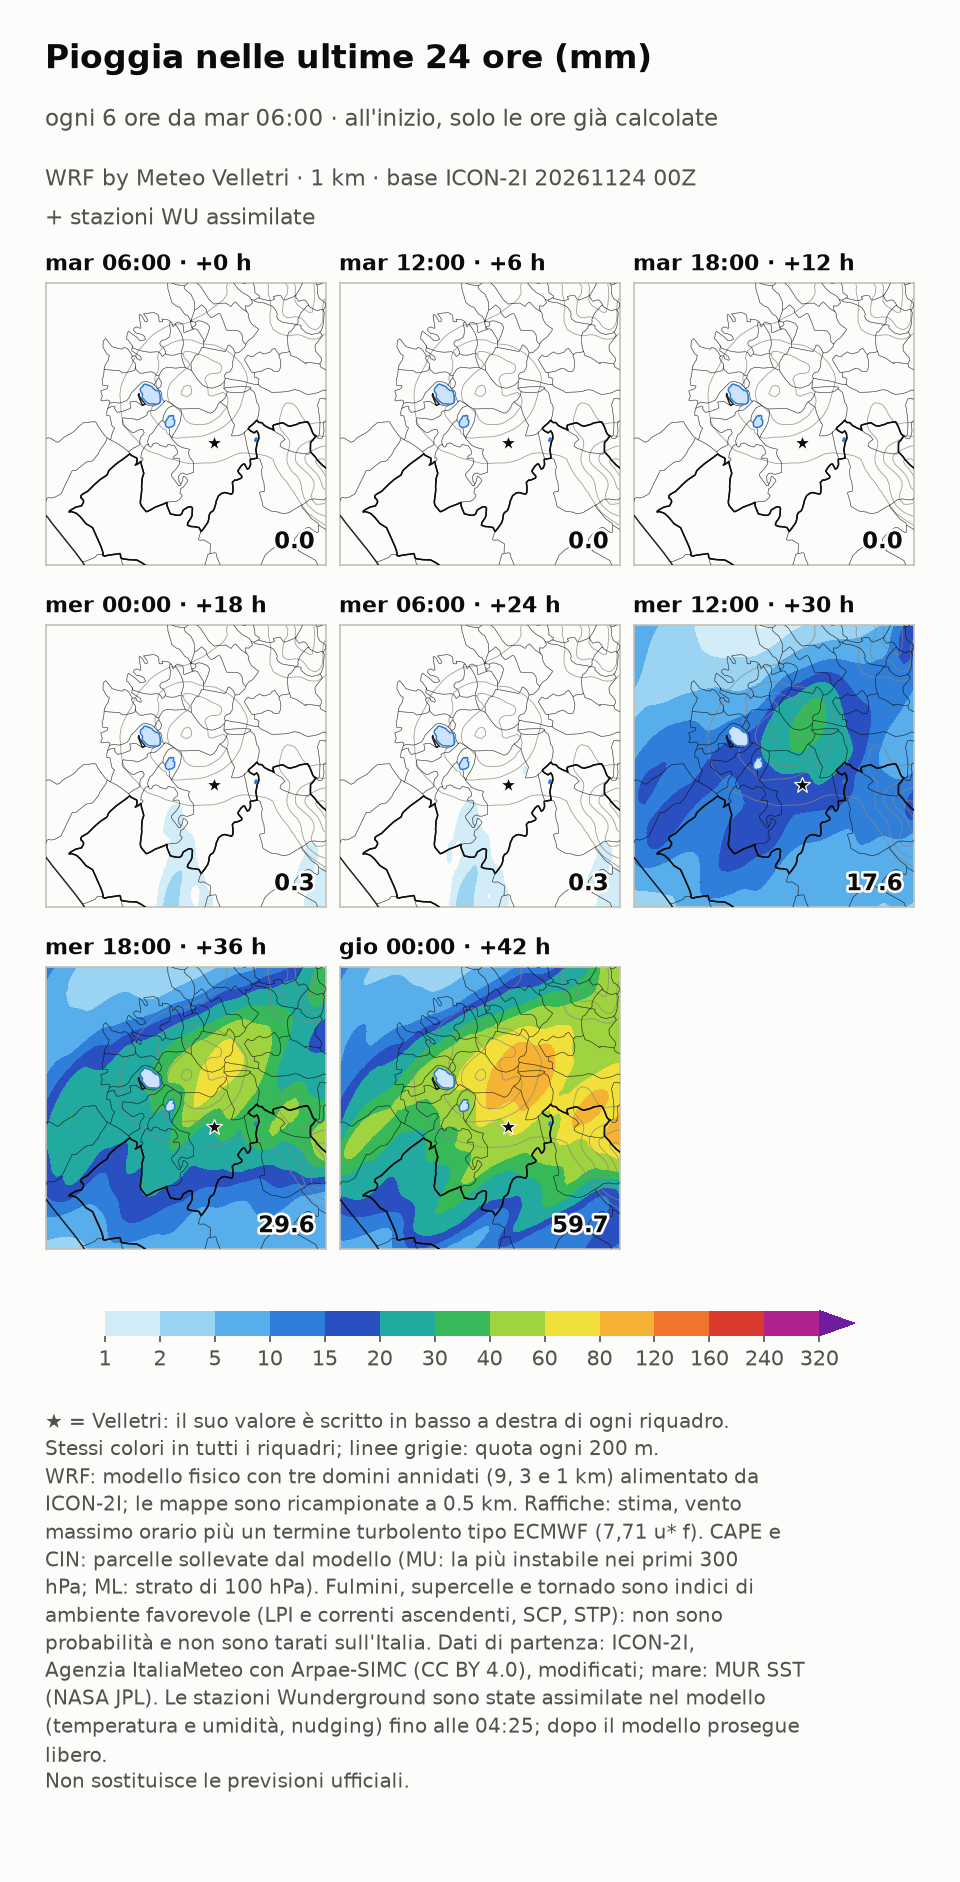 Pioggia nelle ultime 24 ore (mm)
ogni 6 ore da mar 06:00 · all'inizio, solo le ore già calcolate
WRF by Meteo Velletri · 1 km · base ICON-2I 20261124 00Z
+ stazioni WU assimilate
mar 06:00 · +0 h
mar 12:00 · +6 h
mar 18:00 · +12 h
0.0
0.0
0.0
mer 00:00 · +18 h
mer 06:00 · +24 h
mer 12:00 · +30 h
0.3
0.3
17.6
mer 18:00 · +36 h
gio 00:00 · +42 h
29.6
59.7
1 2 5 10 15 20 30 40 60 80 120 160 240 320
★ = Velletri: il suo valore è scritto in basso a destra di ogni riquadro.
Stessi colori in tutti i riquadri; linee grigie: quota ogni 200 m.
WRF: modello fisico con tre domini annidati (9, 3 e 1 km) alimentato da
ICON-2I; le mappe sono ricampionate a 0.5 km. Raffiche: stima, vento
massimo orario più un termine turbolento tipo ECMWF (7,71 u* f). CAPE e
CIN: parcelle sollevate dal modello (MU: la più instabile nei primi 300
hPa; ML: strato di 100 hPa). Fulmini, supercelle e tornado sono indici di
ambiente favorevole (LPI e correnti ascendenti, SCP, STP): non sono
probabilità e non sono tarati sull'Italia. Dati di partenza: ICON-2I,
Agenzia ItaliaMeteo con Arpae-SIMC (CC BY 4.0), modificati; mare: MUR SST
(NASA JPL). Le stazioni Wunderground sono state assimilate nel modello
(temperatura e umidità, nudging) fino alle 04:25; dopo il modello prosegue
libero.
Non sostituisce le previsioni ufficiali.